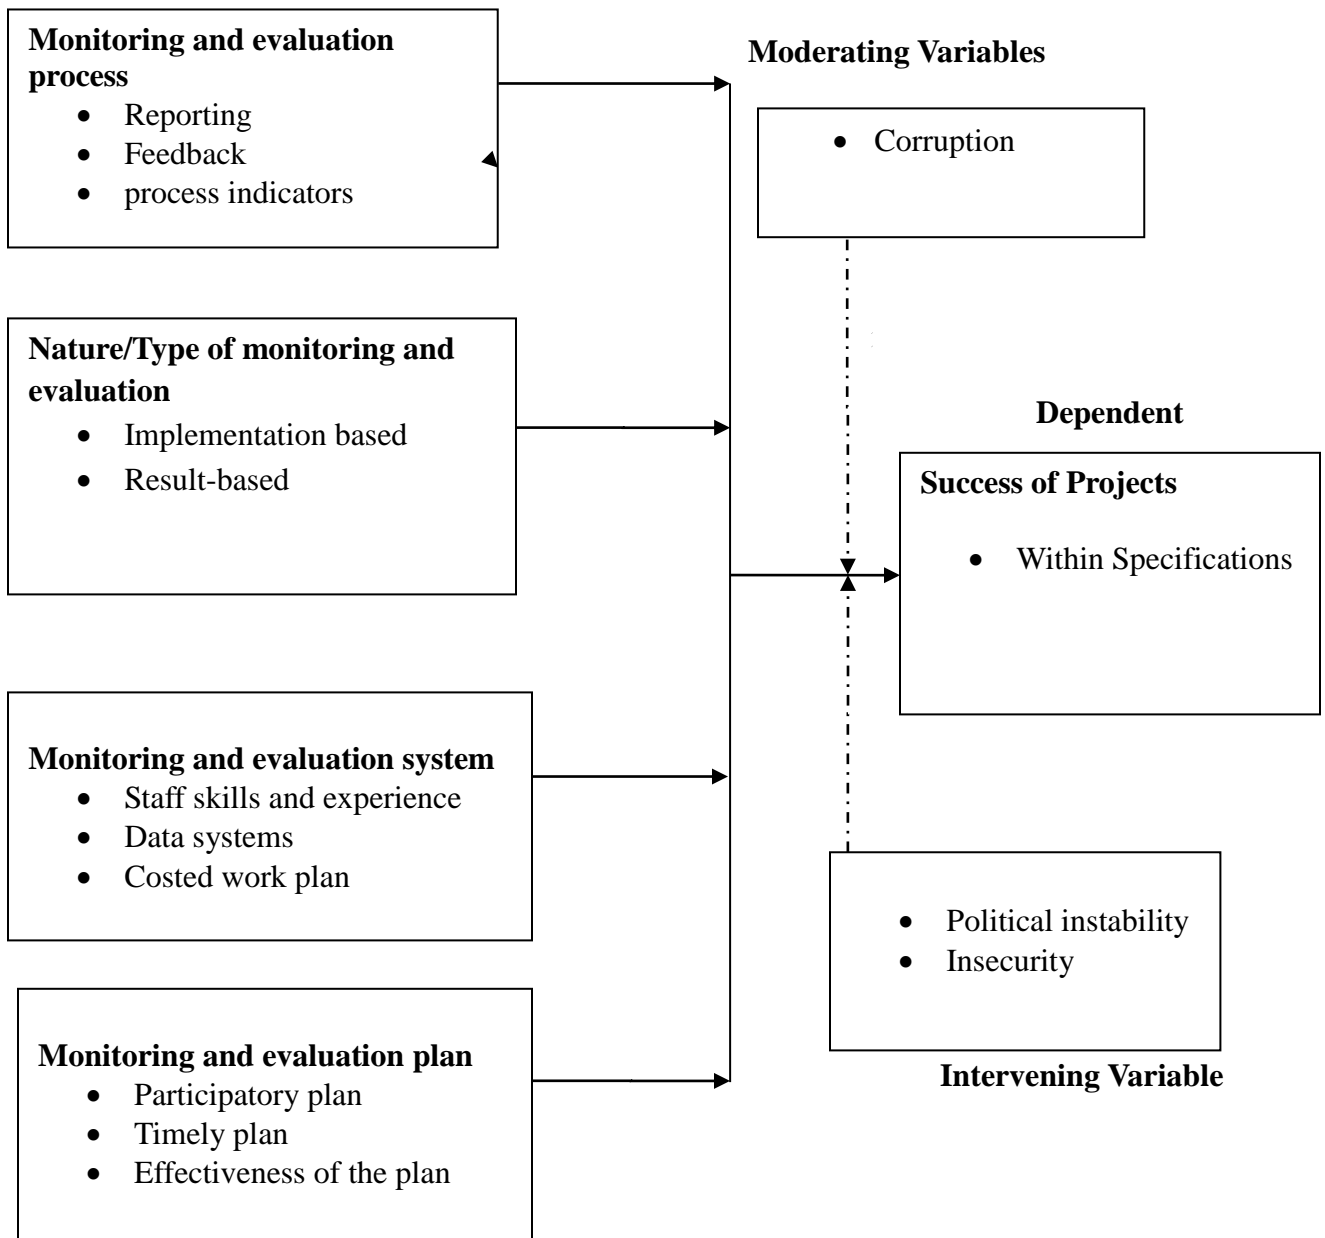 Monitoring and evaluation
process
• Reporting
• Feedback
• process indicators
Nature/Type of monitoring and
evaluation
• Implementation based
• Result-based
Monitoring and evaluation system
• Staff skills and experience
• Data systems
• Costed work plan
Monitoring and evaluation plan
• Participatory plan
• Timely plan
• Effectiveness of the plan
Moderating Variables
• Corruption
Dependent
Success of Projects
• Within Specifications
• Political instability
• Insecurity
Intervening Variable